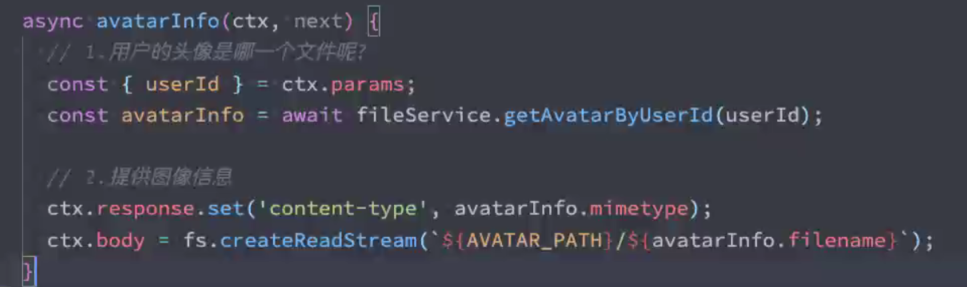 async avatarInfo(ctx, next) {
// 1.用户的头像是哪一个文件呢?
const { userId } = ctx.params;
const avatarInfo = await fileService.getAvatarByUserId(userId);
// 2.提供图像信息
ctx.response.set('content-type', avatarInfo.mimetype);
ctx.body = fs.createReadStream(`${AVATAR_PATH}/${avatarInfo.filename}`);
}